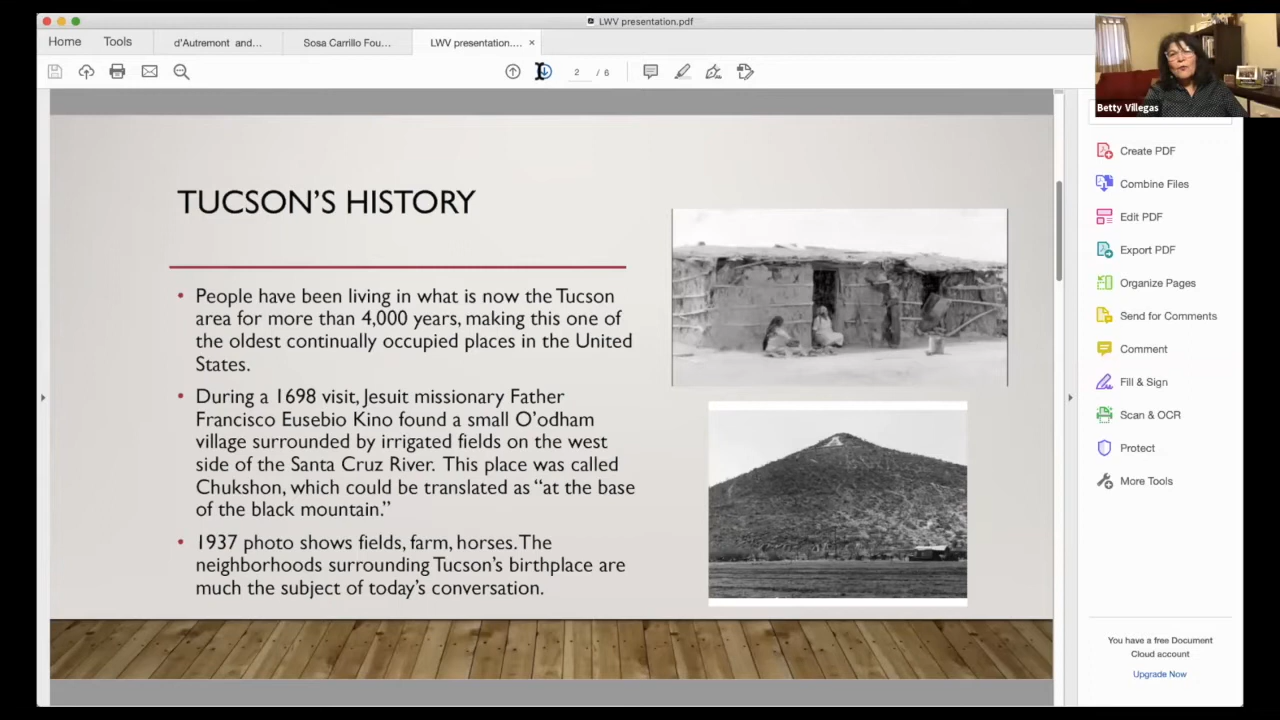 LWV presentation.pdf
Home
Tools
d'Autremont and...
Sosa Carrillo Fou...
LWV presentation....
×
2 / 6
Betty Villegas
TUCSON'S HISTORY
• People have been living in what is now the Tucson
area for more than 4,000 years, making this one of
the oldest continually occupied places in the United
States.
• During a 1698 visit, Jesuit missionary Father
Francisco Eusebio Kino found a small O'odham
village surrounded by irrigated fields on the west
side of the Santa Cruz River. This place was called
Chukshon, which could be translated as “at the base
of the black mountain.”
• 1937 photo shows fields, farm, horses. The
neighborhoods surrounding Tucson's birthplace are
much the subject of today's conversation.
Create PDF
Combine Files
Edit PDF
Export PDF
Organize Pages
Send for Comments
Comment
Fill & Sign
Scan & OCR
Protect
More Tools
You have a free Document
Cloud account
Upgrade Now